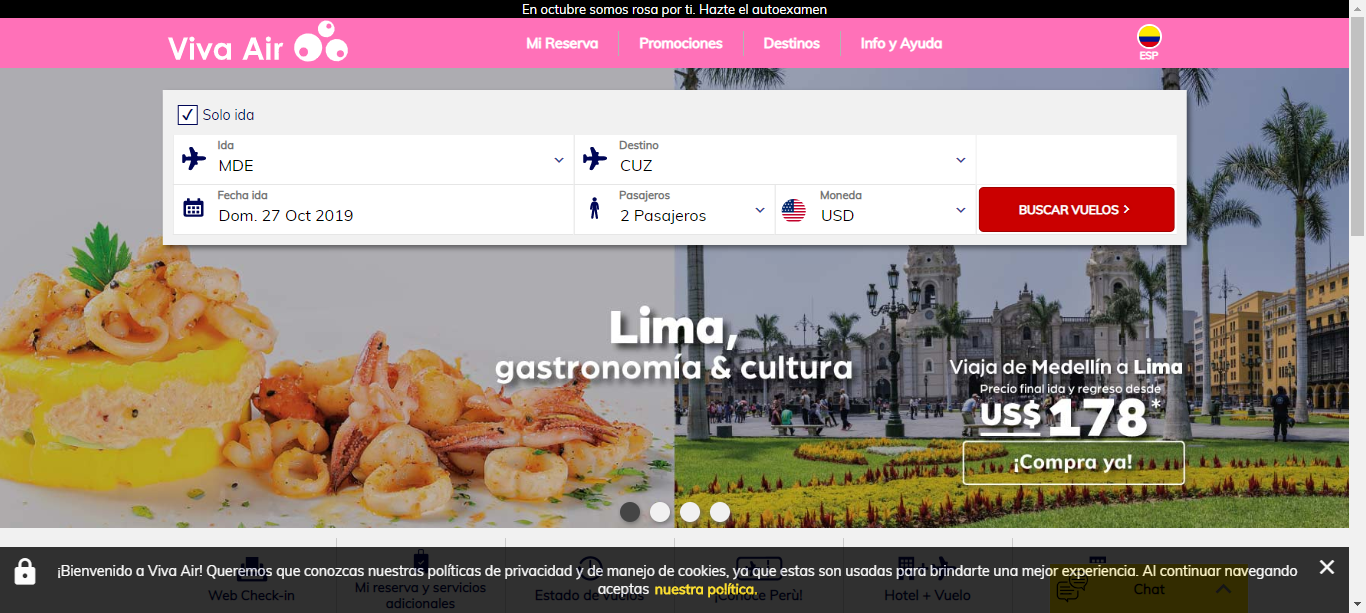 En octubre somos rosa por ti. Hazte el autoexamen
Viva Air
Mi Reserva
Promociones
Destinos
Info y Ayuda
ESP
Solo ida
Ida
MDE
Destino
CUZ
Fecha ida
Dom. 27 Oct 2019
Pasajeros
2 Pasajeros
Moneda
USD
BUSCAR VUELOS >
Lima,
gastronomía & cultura
Viaja de Medellín a Lima
Precio final ida y regreso desde
US$ 178*
¡Compra ya!
¡Bienvenido a Viva Air! Queremos que conozcas nuestras políticas de privacidad y de manejo de cookies, ya que estas son usadas para brindarte una mejor experiencia. Al continuar navegando
aceptas nuestra política.
Web Check-in
Mi reserva y servicios
adicionales
Estado de vuelos
¡Conoce Perù!
Hotel + Vuelo
Chat